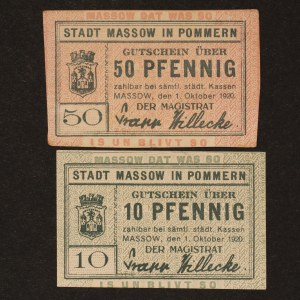 MASSOW DAT WAS SO
STADT MASSOW IN POMMERN
GUTSCHEIN ÜBER
50 PFENNIG
zahlbar bei sämtl. städt. Kassen
MASSOW, den 1. Oktober 1920.
DER MAGISTRAT
50
IS UN BLIVT SO
MASSOW DAT WAS SO
STADT MASSOW IN POMMERN
GUTSCHEIN ÜBER
10 PFENNIG
zahlbar bei sämtl. städt. Kassen
MASSOW, den 1. Oktober 1920.
DER MAGISTRAT
10
IS UN BLIVT SO